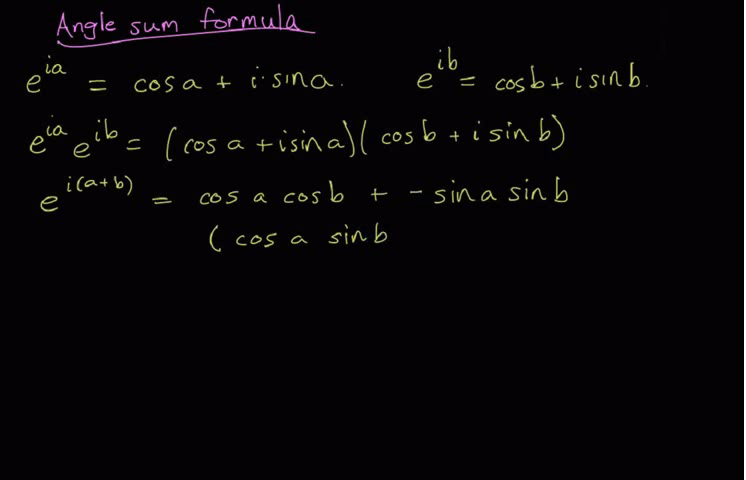 Angle sum formula
e^{ia} = cos a + i·sin a. e^{ib} = cos b + i sin b.
e^{ia} e^{ib} = (cos a + i sin a)(cos b + i sin b)
e^{i(a+b)} = cos a cos b + - sin a sin b
(cos a sin b